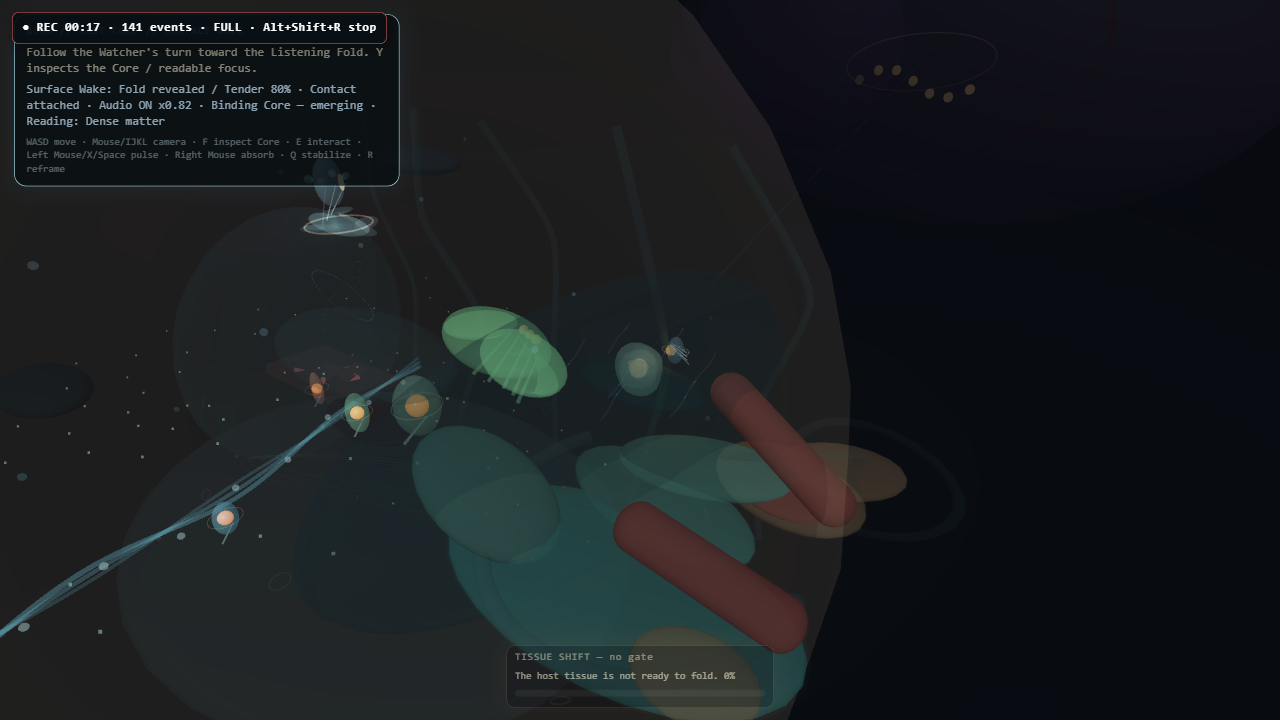 ● REC 00:17 · 141 events · FULL · Alt+Shift+R stop
Follow the Watcher's turn toward the Listening Fold. Y
inspects the Core / readable focus.
Surface Wake: Fold revealed / Tender 80% · Contact
attached · Audio ON x0.82 · Binding Core — emerging ·
Reading: Dense matter
WASD move · Mouse/IJKL camera · F inspect Core · E interact ·
Left Mouse/X/Space pulse · Right Mouse absorb · Q stabilize · R
reframe
TISSUE SHIFT — no gate
The host tissue is not ready to fold. 0%